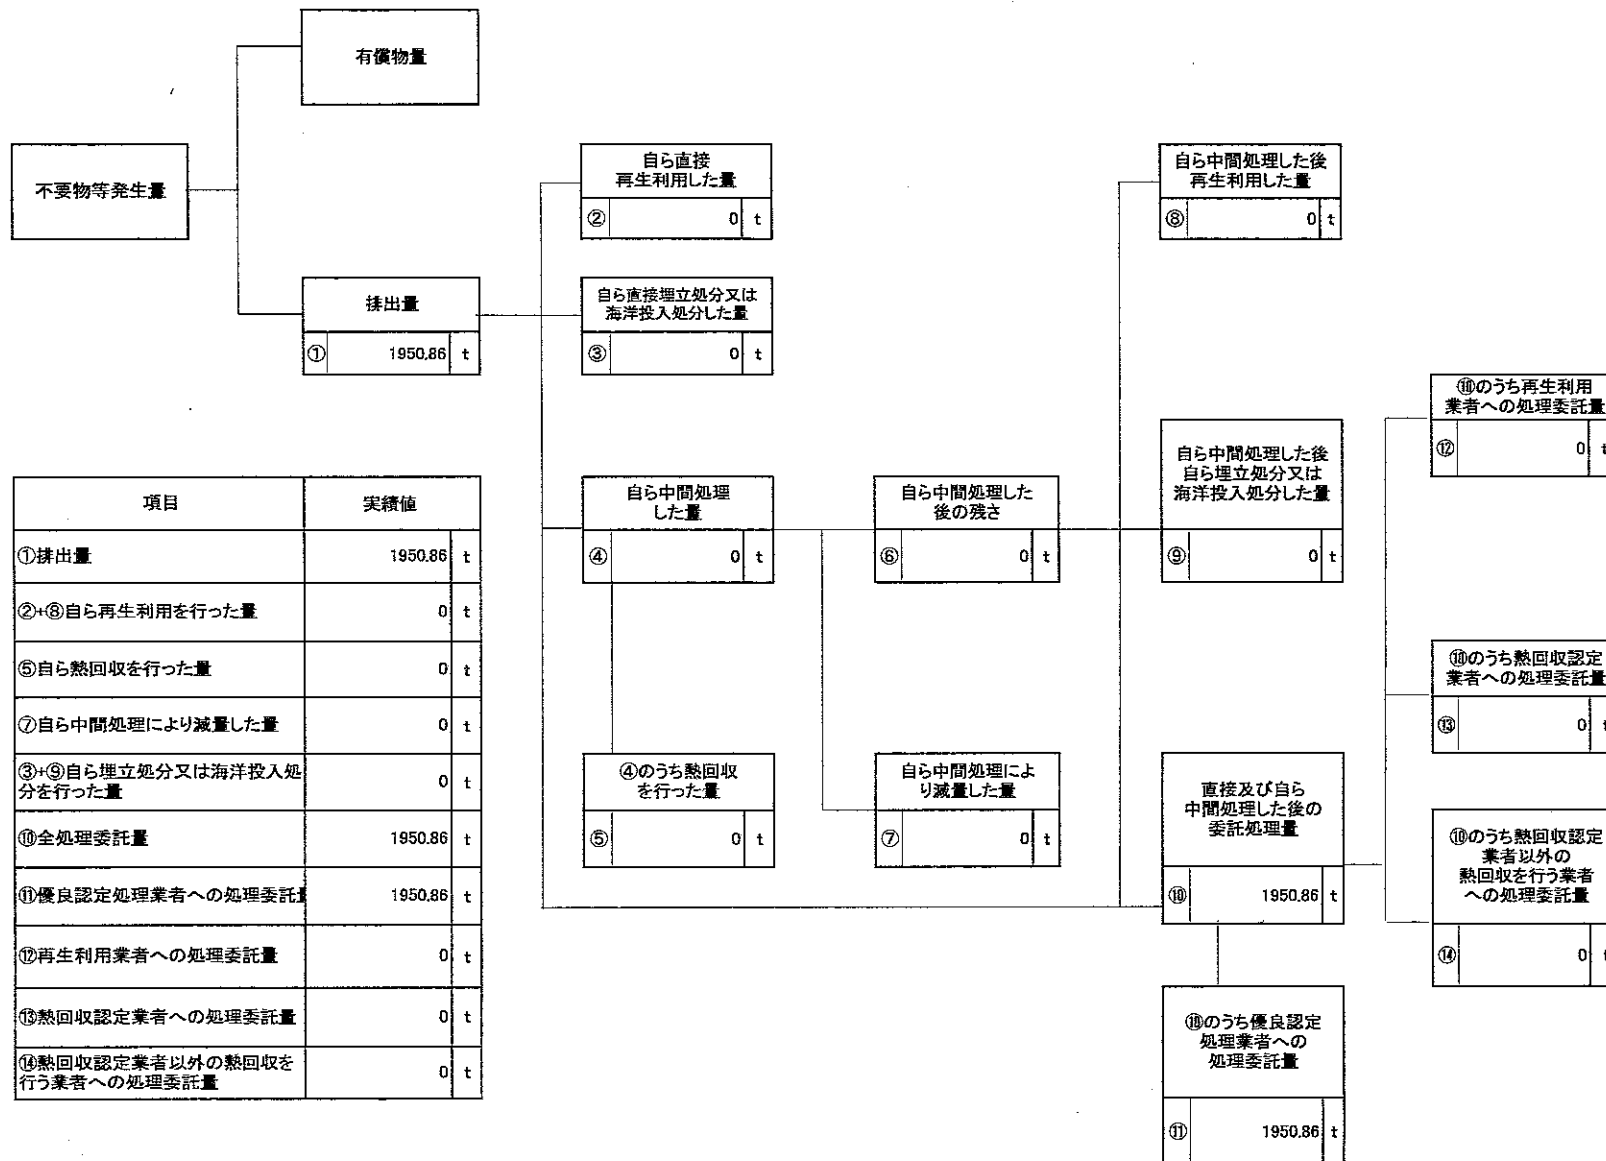 有償物量
不要物等発生量
排出量
① 1950.86 t
自ら直接
再生利用した量
② 0 t
自ら直接埋立処分又は
海洋投入処分した量
③ 0 t
自ら中間処理
した量
④ 0 t
④のうち熱回収
を行った量
⑤ 0 t
自ら中間処理した
後の残さ
⑥ 0 t
自ら中間処理によ
り減量した量
⑦ 0 t
自ら中間処理した後
再生利用した量
⑧ 0 t
自ら中間処理した後
自ら埋立処分又は
海洋投入処分した量
⑨ 0 t
直接及び自ら
中間処理した後の
委託処理量
⑩ 1950.86 t
⑩のうち優良認定
処理業者への
処理委託量
⑪ 1950.86 t
⑩のうち再生利用
業者への処理委託量
⑫ 0 t
⑩のうち熱回収認定
業者への処理委託量
⑬ 0 t
⑩のうち熱回収認定
業者以外の
熱回収を行う業者
への処理委託量
⑭ 0 t
項目 実績値
①排出量 1950.86 t
②+⑧自ら再生利用を行った量 0 t
⑤自ら熱回収を行った量 0 t
⑦自ら中間処理により減量した量 0 t
③+⑨自ら埋立処分又は海洋投入処
分を行った量 0 t
⑩全処理委託量 1950.86 t
⑪優良認定処理業者への処理委託量 1950.86 t
⑫再生利用業者への処理委託量 0 t
⑬熱回収認定業者への処理委託量 0 t
⑭熱回収認定業者以外の熱回収を
行う業者への処理委託量 0 t